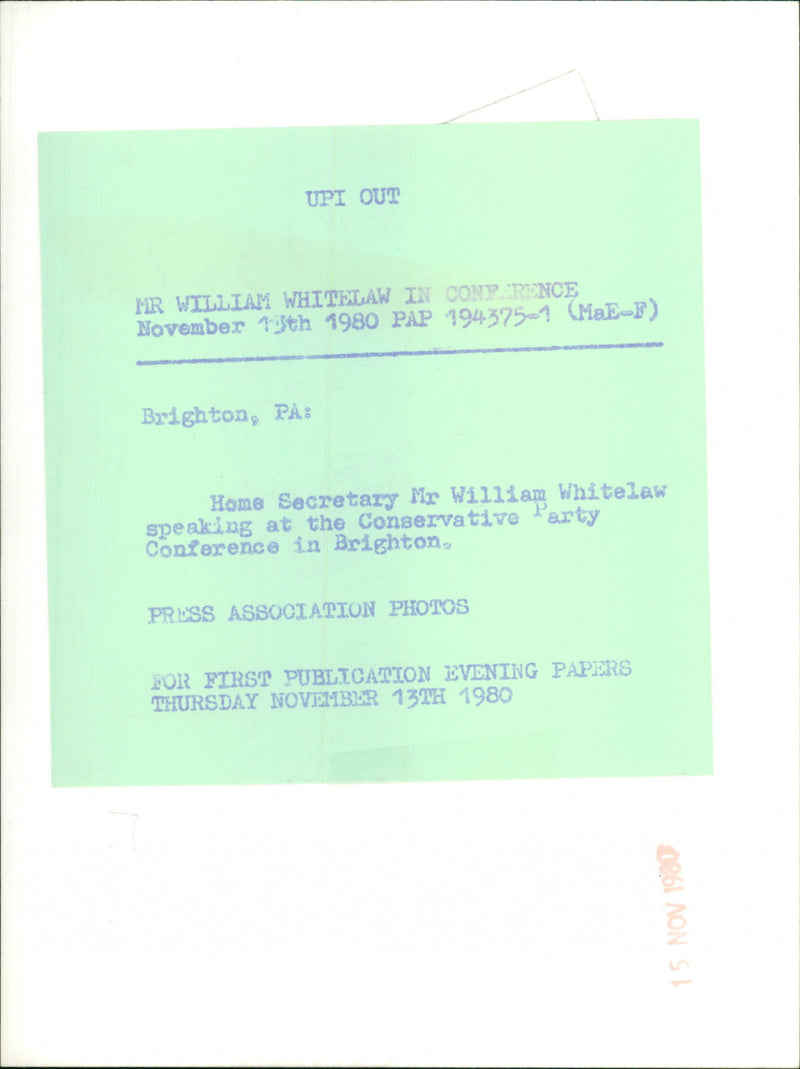 UPI OUT
MR WILLIAM WHITELAW IN CONFERENCE
November 13th 1980 PAP 194375-1 (MaE-F)
Brighton, PA:
Home Secretary Mr William Whitelaw
speaking at the Conservative Party
Conference in Brighton.
PRESS ASSOCIATION PHOTOS
FOR FIRST PUBLICATION EVENING PAPERS
THURSDAY NOVEMBER 13TH 1980
15 NOV 1980